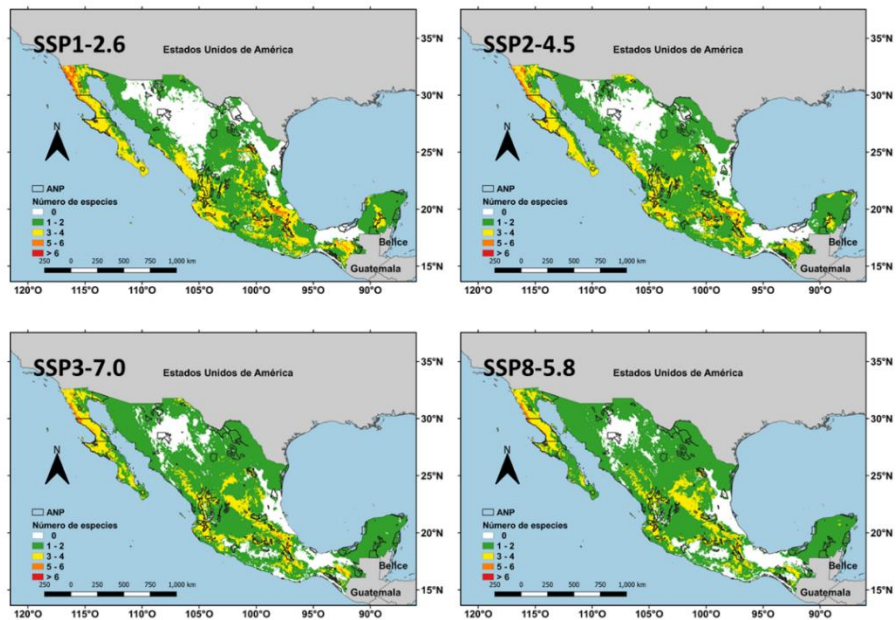 SSP1-2.6
Estados Unidos de América
N
ANP
Número de especies
0
1 - 2
3 - 4
5 - 6
> 6
250 0 250 500 750 1,000 km
Belice
Guatemala
35°N
30°N
25°N
20°N
15°N
120°O 115°O 110°O 105°O 100°O 95°O 90°O
SSP2-4.5
Estados Unidos de América
N
ANP
Número de especies
0
1 - 2
3 - 4
5 - 6
> 6
250 0 250 500 750 1,000 km
Belice
Guatemala
35°N
30°N
25°N
20°N
15°N
120°O 115°O 110°O 105°O 100°O 95°O 90°O
SSP3-7.0
Estados Unidos de América
N
ANP
Número de especies
0
1 - 2
3 - 4
5 - 6
> 6
250 0 250 500 750 1,000 km
Belice
Guatemala
35°N
30°N
25°N
20°N
15°N
120°O 115°O 110°O 105°O 100°O 95°O 90°O
SSP8-5.8
Estados Unidos de América
N
ANP
Número de especies
0
1 - 2
3 - 4
5 - 6
> 6
250 0 250 500 750 1,000 km
Belice
Guatemala
35°N
30°N
25°N
20°N
15°N
120°O 115°O 110°O 105°O 100°O 95°O 90°O